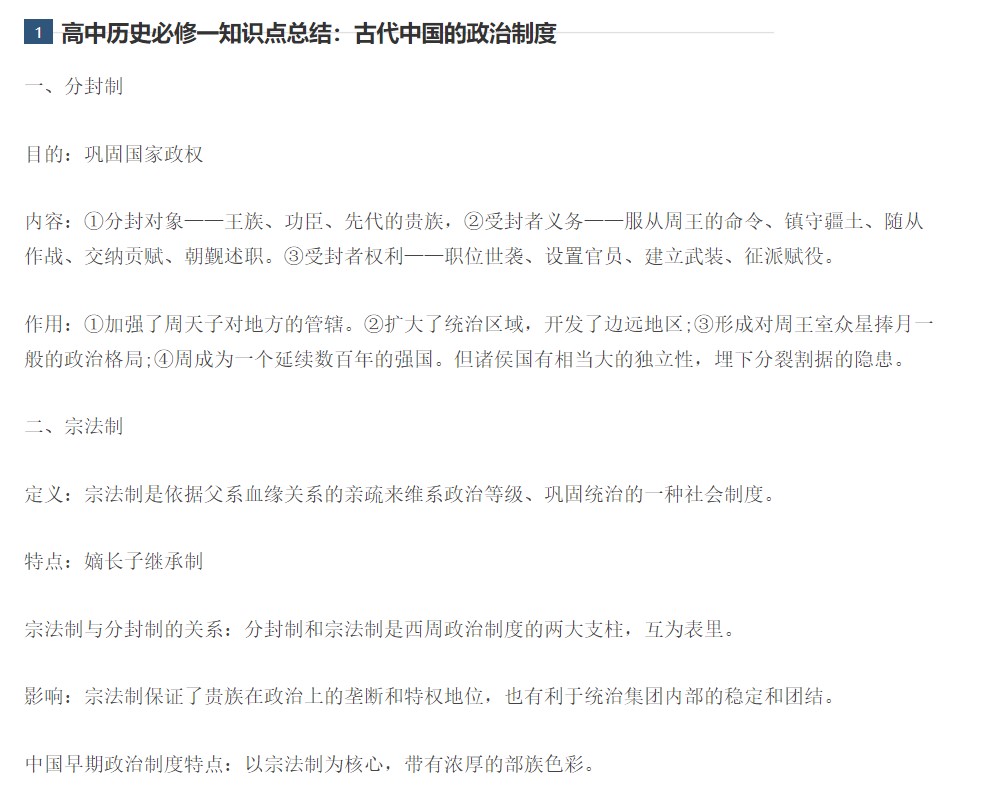 1 高中历史必修一知识点总结：古代中国的政治制度
一、分封制
目的：巩固国家政权
内容：①分封对象——王族、功臣、先代的贵族，②受封者义务——服从周王的命令、镇守疆土、随从
作战、交纳贡赋、朝觐述职。③受封者权利——职位世袭、设置官员、建立武装、征派赋役。
作用：①加强了周天子对地方的管辖。②扩大了统治区域，开发了边远地区;③形成对周王室众星捧月一
般的政治格局;④周成为一个延续数百年的强国。但诸侯国有相当大的独立性，埋下分裂割据的隐患。
二、宗法制
定义：宗法制是依据父系血缘关系的亲疏来维系政治等级、巩固统治的一种社会制度。
特点：嫡长子继承制
宗法制与分封制的关系：分封制和宗法制是西周政治制度的两大支柱，互为表里。
影响：宗法制保证了贵族在政治上的垄断和特权地位，也有利于统治集团内部的稳定和团结。
中国早期政治制度特点：以宗法制为核心，带有浓厚的部族色彩。